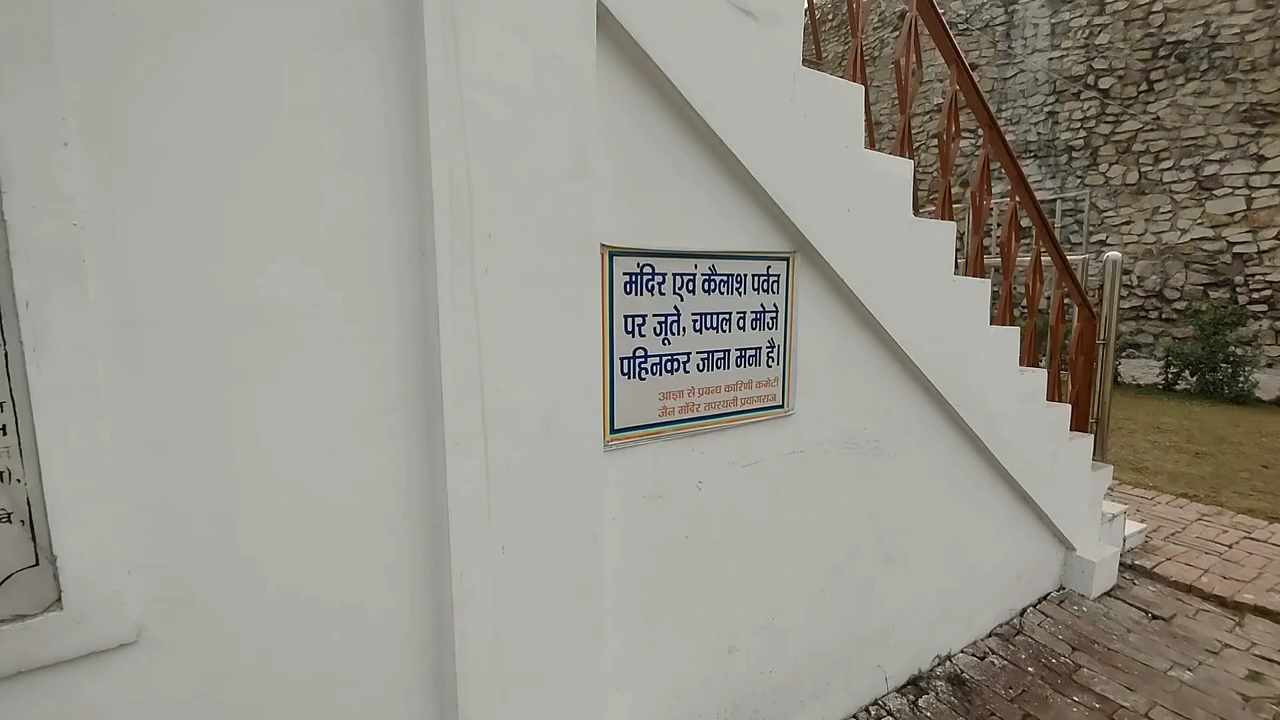 मंदिर एवं कैलाश पर्वत
पर जूते, चप्पल व मोजे
पहिनकर जाना मना है।
आज्ञा से प्रबन्ध कारिणी कमेटी
जैन मंदिर तपस्थली प्रयागराज